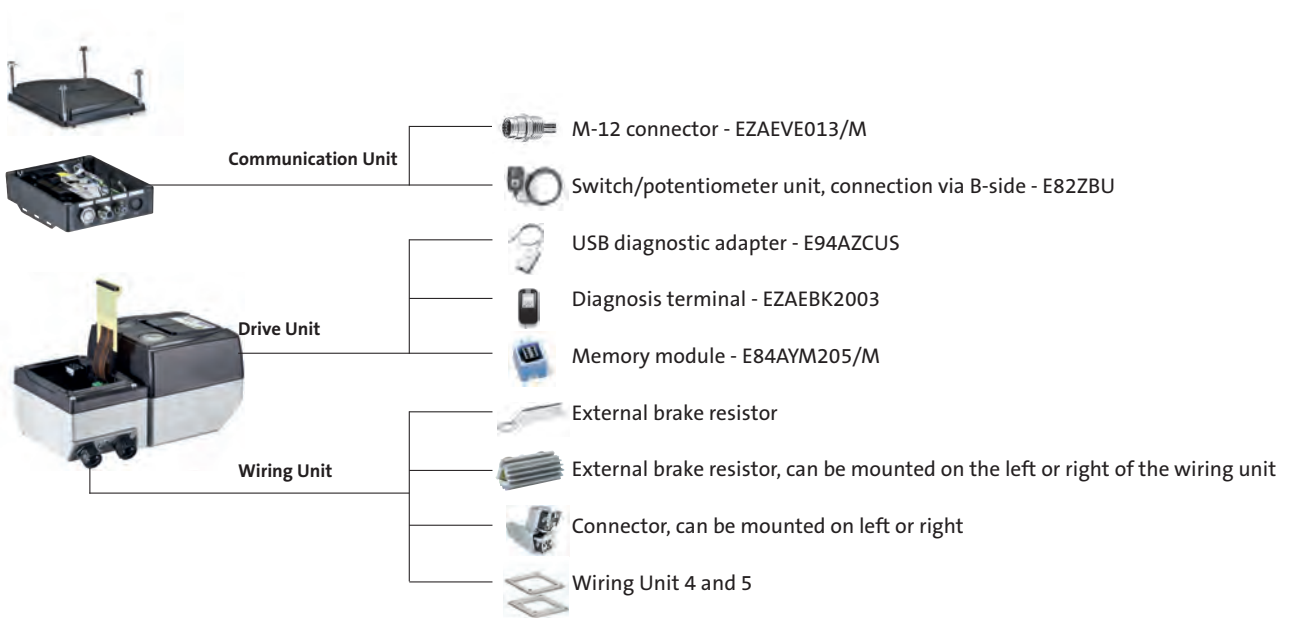 M-12 connector - EZAEVE013/M
Communication Unit
Switch/potentiometer unit, connection via B-side - E82ZBU
USB diagnostic adapter - E94AZCUS
Diagnosis terminal - EZAEBK2003
Drive Unit
Memory module - E84AYM205/M
External brake resistor
External brake resistor, can be mounted on the left or right of the wiring unit
Wiring Unit
Connector, can be mounted on left or right
Wiring Unit 4 and 5